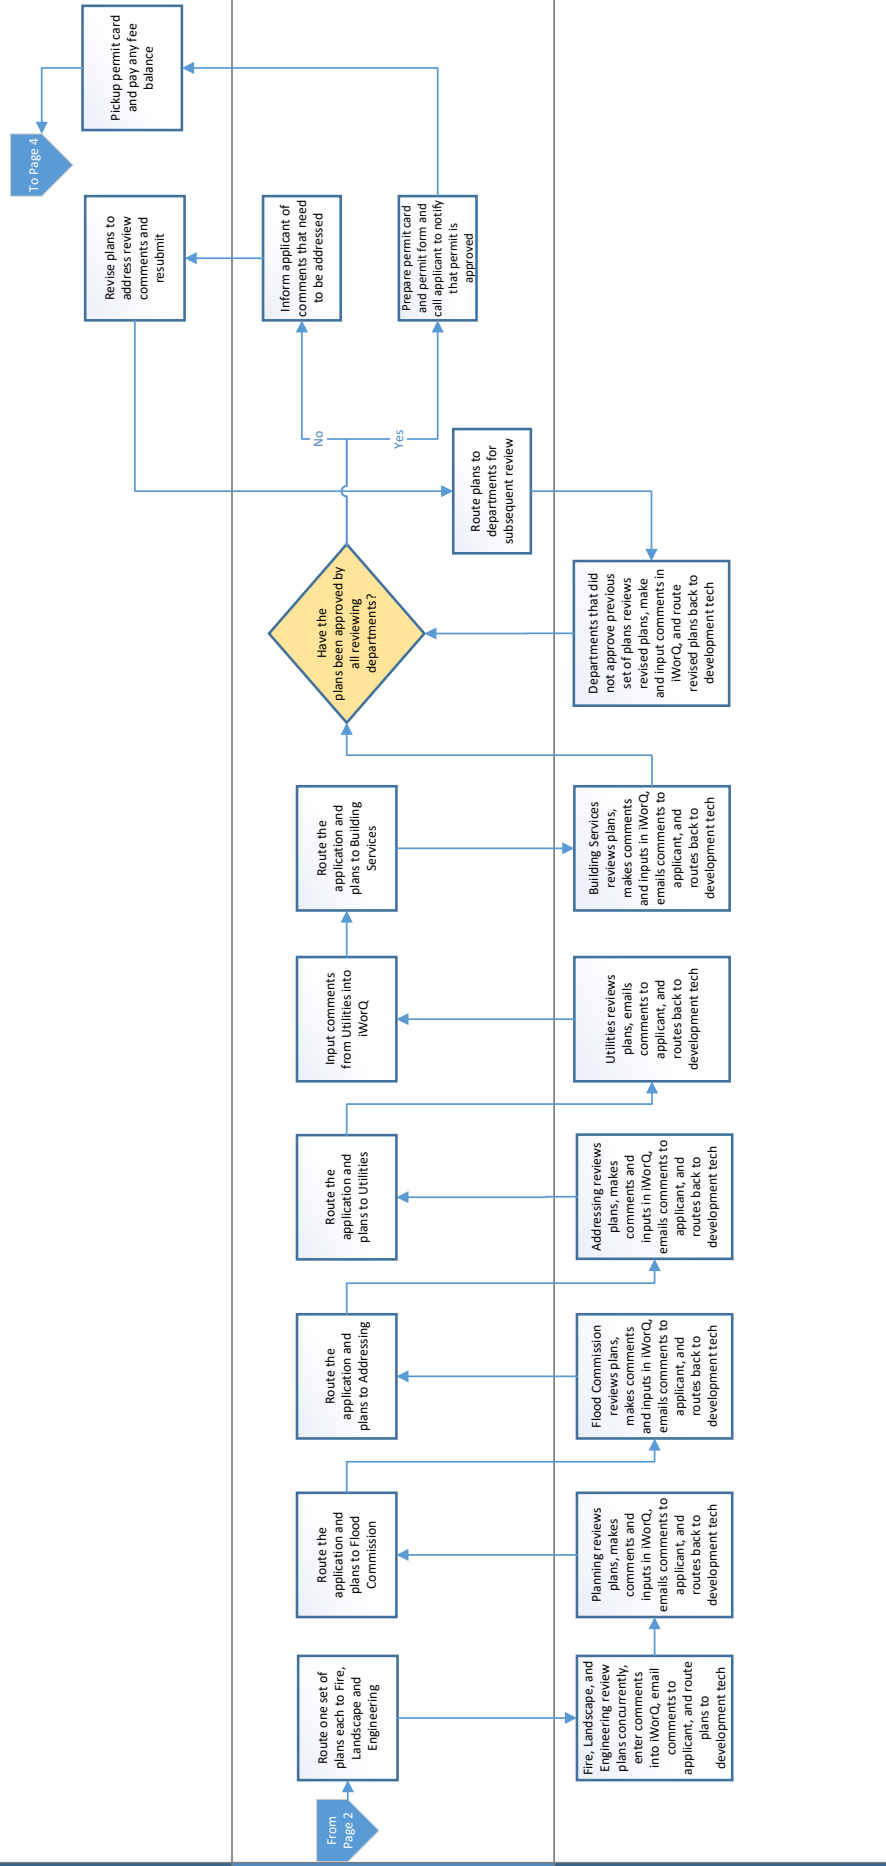 From
Page 2
Route one set of
plans each to Fire,
Landscape and
Engineering
Fire, Landscape, and
Engineering review
plans concurrently,
enter comments
into iWorQ, email
comments to
applicant, and route
plans to
development tech
Planning reviews
plans, makes
comments and
inputs in iWorQ,
emails comments to
applicant, and
routes back to
development tech
Route the
application and
plans to Flood
Commission
Flood Commission
reviews plans,
makes comments
and inputs in iWorQ,
emails comments to
applicant, and
routes back to
development tech
Route the
application and
plans to Addressing
Addressing reviews
plans, makes
comments and
inputs in iWorQ,
emails comments to
applicant, and
routes back to
development tech
Route the
application and
plans to Utilities
Utilities reviews
plans, emails
comments to
applicant, and
routes back to
development tech
Input comments
from Utilities into
iWorQ
Route the
application and
plans to Building
Services
Building Services
reviews plans,
makes comments
and inputs in iWorQ,
emails comments to
applicant, and
routes back to
development tech
Have the
plans been approved by
all reviewing
departments?
No
Yes
Inform applicant of
comments that need
to be addressed
Revise plans to
address review
comments and
resubmit
Route plans to
departments for
subsequent review
Departments that did
not approve previous
set of plans reviews
revised plans, make
and input comments in
iWorQ, and route
revised plans back to
development tech
Prepare permit card
and permit form and
call applicant to notify
that permit is
approved
Pickup permit card
and pay any fee
balance
To Page 4